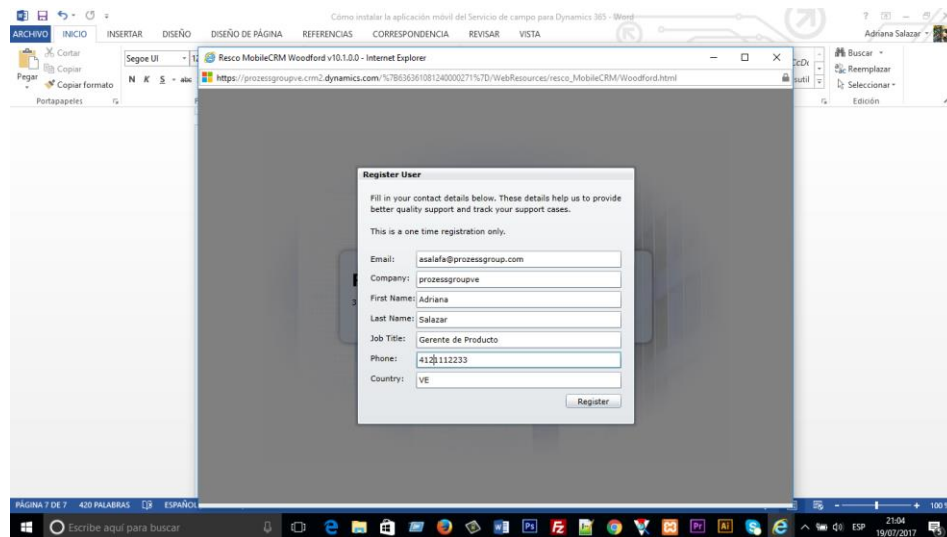 Cómo instalar la aplicación móvil del Servicio de campo para Dynamics 365 - Word
ARCHIVO INICIO INSERTAR DISEÑO DISEÑO DE PÁGINA REFERENCIAS CORRESPONDENCIA REVISAR VISTA Adriana Salazar
Cortar
Copiar
Pegar
Copiar formato
Portapapeles
Segoe UI
N K S abc
Buscar
Reemplazar
Seleccionar
Edición
Resco MobileCRM Woodford v10.1.0.0 - Internet Explorer
https://prozessgroupve.crm2.dynamics.com/%7B636361081240000271%7D/WebResources/resco_MobileCRM/Woodford.html
Register User
Fill in your contact details below. These details help us to provide
better quality support and track your support cases.
This is a one time registration only.
Email: asalafa@prozessgroup.com
Company: prozessgroupve
First Name: Adriana
Last Name: Salazar
Job Title: Gerente de Producto
Phone: 4121112233
Country: VE
Register
PÁGINA 7 DE 7 420 PALABRAS
Escribe aquí para buscar
ESP
21:04
19/07/2017